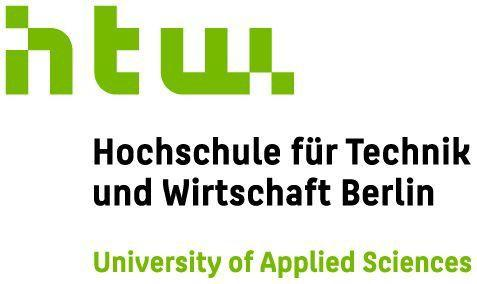 htw.
Hochschule für Technik
und Wirtschaft Berlin
University of Applied Sciences